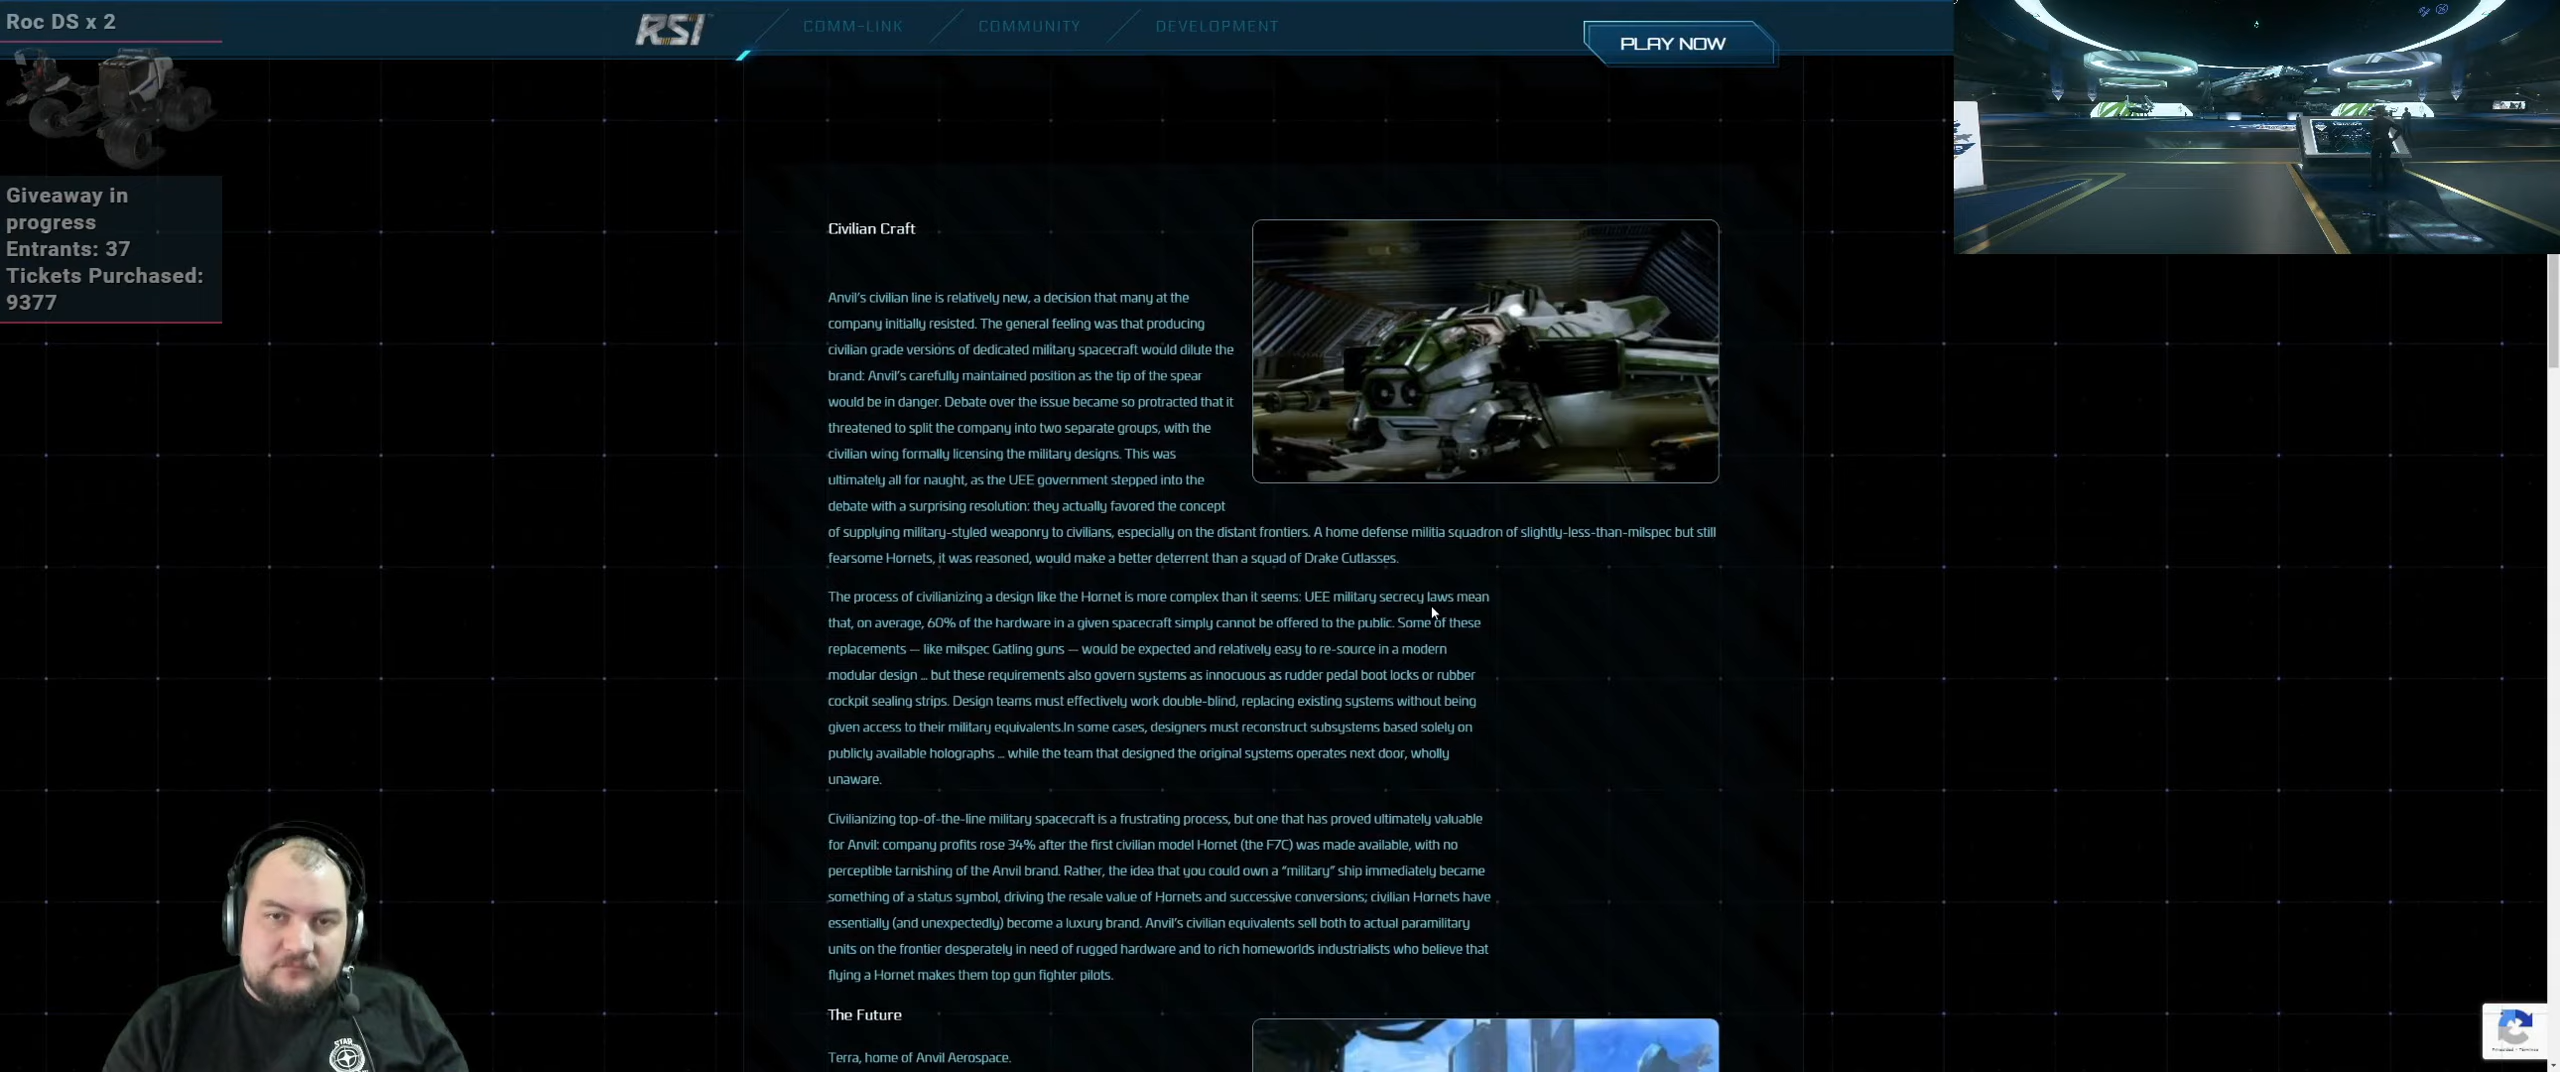 Roc DS x 2
Giveaway in
progress
Entrants: 37
Tickets Purchased:
9377
RSI
COMM-LINK
COMMUNITY
DEVELOPMENT
PLAY NOW
Civilian Craft
Anvil's civilian line is relatively new, a decision that many at the
company initially resisted. The general feeling was that producing
civilian grade versions of dedicated military spacecraft would dilute the
brand: Anvil's carefully maintained position as the tip of the spear
would be in danger. Debate over the issue became so protracted that it
threatened to split the company into two separate groups, with the
civilian wing formally licensing the military designs. This was
ultimately all for naught, as the UEE government stepped into the
debate with a surprising resolution: they actually favored the concept
of supplying military-styled weaponry to civilians, especially on the distant frontiers. A home defense militia squadron of slightly-less-than-milspec but still
fearsome Hornets, it was reasoned, would make a better deterrent than a squad of Drake Cutlasses.
The process of civilianizing a design like the Hornet is more complex than it seems: UEE military secrecy laws mean
that, on average, 60% of the hardware in a given spacecraft simply cannot be offered to the public. Some of these
replacements — like milspec Gatling guns — would be expected and relatively easy to re-source in a modern
modular design … but these requirements also govern systems as innocuous as rudder pedal boot locks or rubber
cockpit sealing strips. Design teams must effectively work double-blind, replacing existing systems without being
given access to their military equivalents.In some cases, designers must reconstruct subsystems based solely on
publicly available holographs … while the team that designed the original systems operates next door, wholly
unaware.
Civilianizing top-of-the-line military spacecraft is a frustrating process, but one that has proved ultimately valuable
for Anvil: company profits rose 34% after the first civilian model Hornet (the F7C) was made available, with no
perceptible tarnishing of the Anvil brand. Rather, the idea that you could own a "military" ship immediately became
something of a status symbol, driving the resale value of Hornets and successive conversions; civilian Hornets have
essentially (and unexpectedly) become a luxury brand. Anvil's civilian equivalents sell both to actual paramilitary
units on the frontier desperately in need of rugged hardware and to rich homeworlds industrialists who believe that
flying a Hornet makes them top gun fighter pilots.
The Future
Terra, home of Anvil Aerospace.
STAR